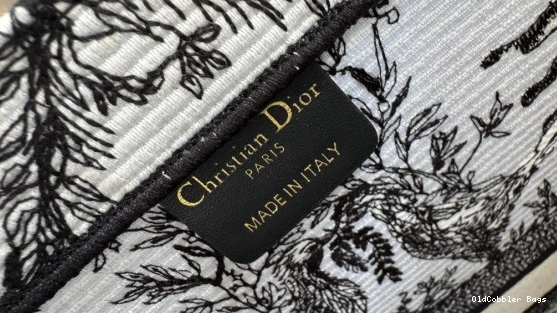 Christian Dior
PARIS
MADE IN ITALY
OldCobbler Bags